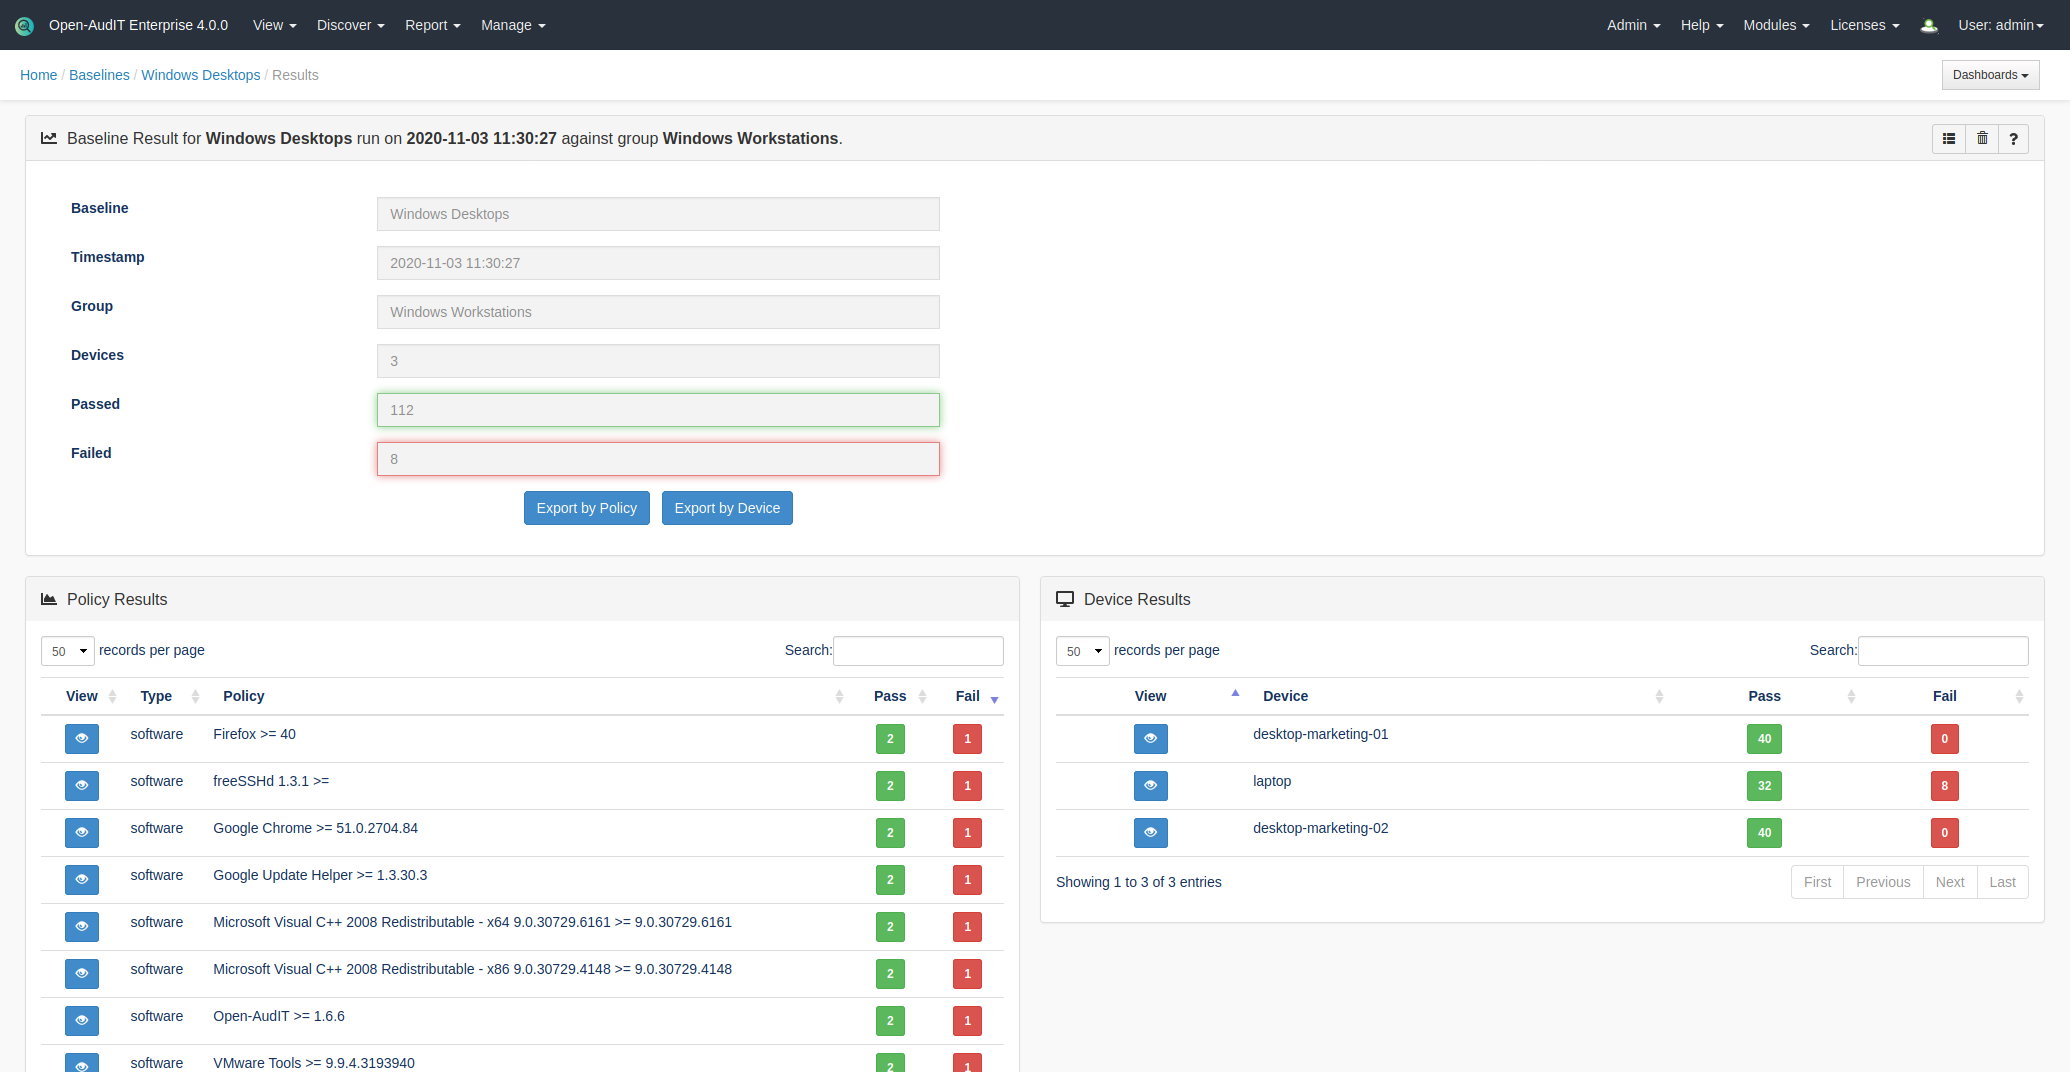 Open-AudIT Enterprise 4.0.0 View Discover Report Manage Admin Help Modules Licenses User: admin
Home / Baselines / Windows Desktops / Results Dashboards
Baseline Result for Windows Desktops run on 2020-11-03 11:30:27 against group Windows Workstations. ?
Baseline Windows Desktops
Timestamp 2020-11-03 11:30:27
Group Windows Workstations
Devices 3
Passed 112
Failed 8
Export by Policy Export by Device
Policy Results
50 records per page Search:
View Type Policy Pass Fail
software Firefox >= 40 2 1
software freeSSHd 1.3.1 >= 2 1
software Google Chrome >= 51.0.2704.84 2 1
software Google Update Helper >= 1.3.30.3 2 1
software Microsoft Visual C++ 2008 Redistributable - x64 9.0.30729.6161 >= 9.0.30729.6161 2 1
software Microsoft Visual C++ 2008 Redistributable - x86 9.0.30729.4148 >= 9.0.30729.4148 2 1
software Open-AudIT >= 1.6.6 2 1
software VMware Tools >= 9.9.4.3193940 2 1
Device Results
50 records per page Search:
View Device Pass Fail
desktop-marketing-01 40 0
laptop 32 8
desktop-marketing-02 40 0
Showing 1 to 3 of 3 entries First Previous Next Last